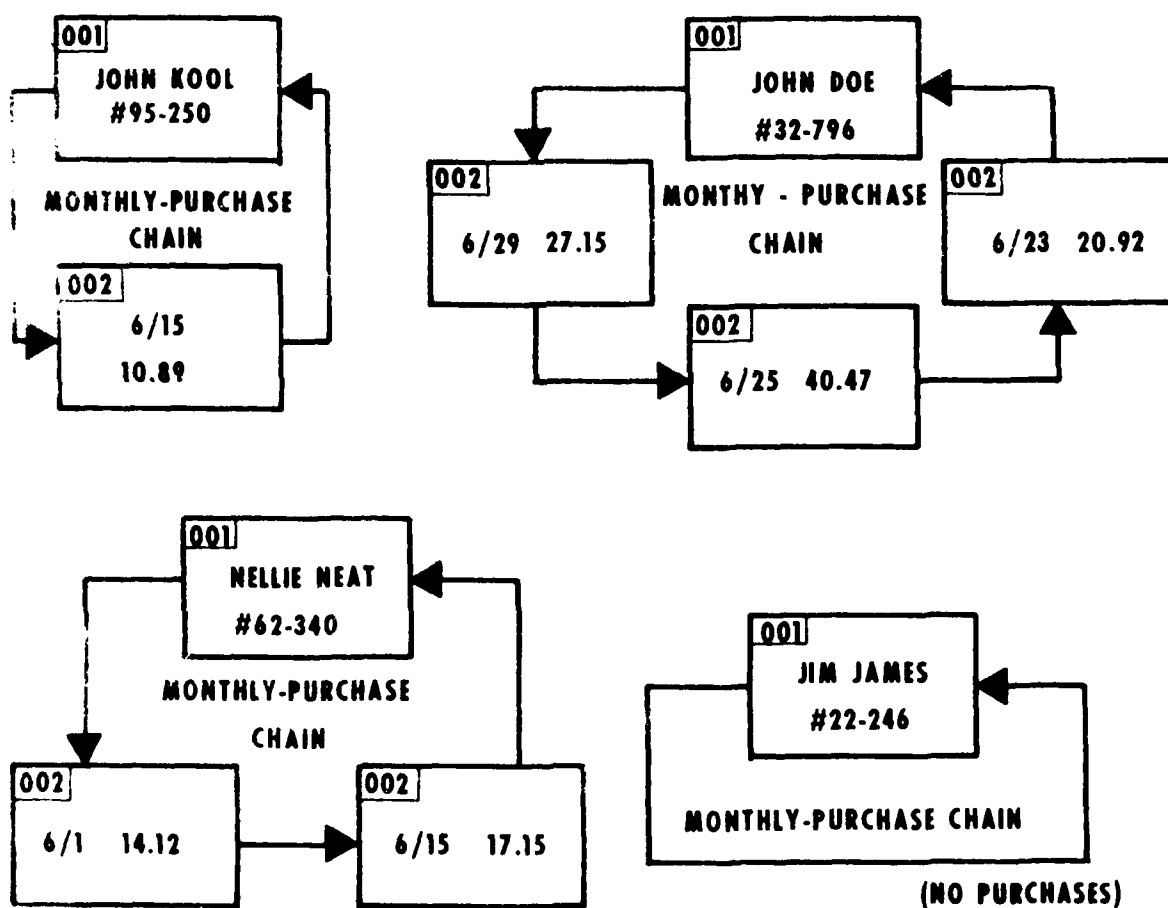 001
JOHN KOOL
#95-250
MONTHLY-PURCHASE
CHAIN
002
6/15
10.89
001
JOHN DOE
#32-796
MONTHY - PURCHASE
CHAIN
002
6/29 27.15
002
6/25 40.47
002
6/23 20.92
001
NELLIE NEAT
#62-340
MONTHLY-PURCHASE
CHAIN
002
6/1 14.12
002
6/15 17.15
001
JIM JAMES
#22-246
MONTHLY-PURCHASE CHAIN
(NO PURCHASES)